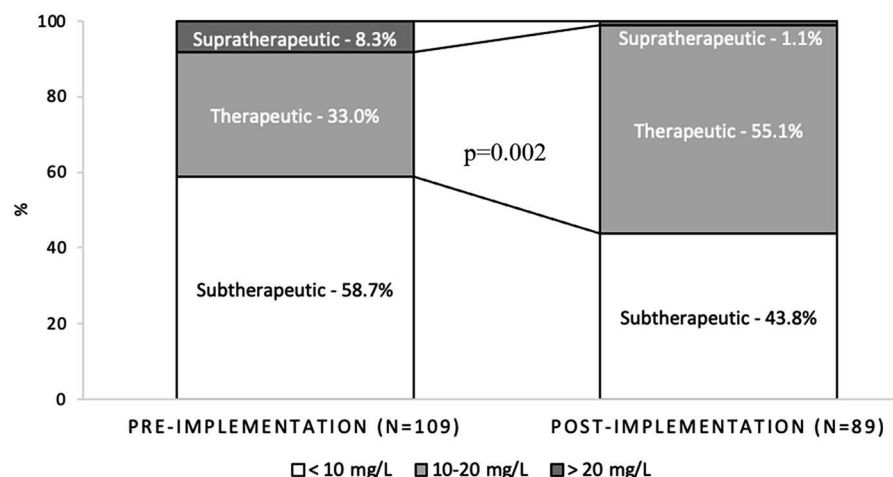 100
80
60
40
20
0
%
Supratherapeutic - 8.3%
Therapeutic - 33.0%
Subtherapeutic - 58.7%
p=0.002
Supratherapeutic - 1.1%
Therapeutic - 55.1%
Subtherapeutic - 43.8%
PRE-IMPLEMENTATION (N=109)
POST-IMPLEMENTATION (N=89)
< 10 mg/L
10-20 mg/L
> 20 mg/L